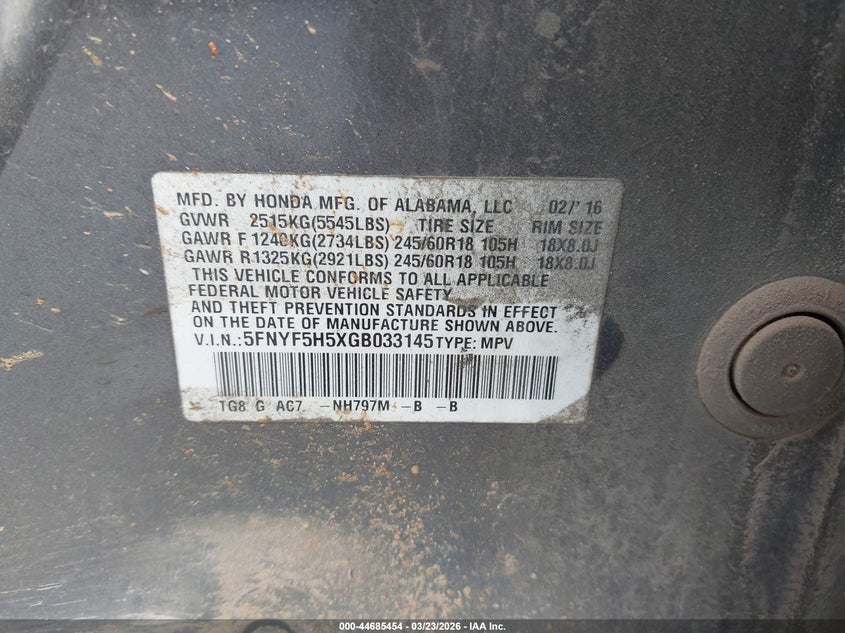 MFD. BY HONDA MFG. OF ALABAMA, LLC 02/'16
GVWR 2515KG(5545LBS) TIRE SIZE RIM SIZE
GAWR F 1240KG(2734LBS) 245/60R18 105H 18X8.0J
GAWR R1325KG(2921LBS) 245/60R18 105H 18X8.0J
THIS VEHICLE CONFORMS TO ALL APPLICABLE
FEDERAL MOTOR VEHICLE SAFETY
AND THEFT PREVENTION STANDARDS IN EFFECT
ON THE DATE OF MANUFACTURE SHOWN ABOVE.
V.I.N.:5FNYF5H5XGB033145 TYPE: MPV
TG8 G AC7 -NH797M -B -B
000-44685454 | 03/23/2026 | IAA Inc.